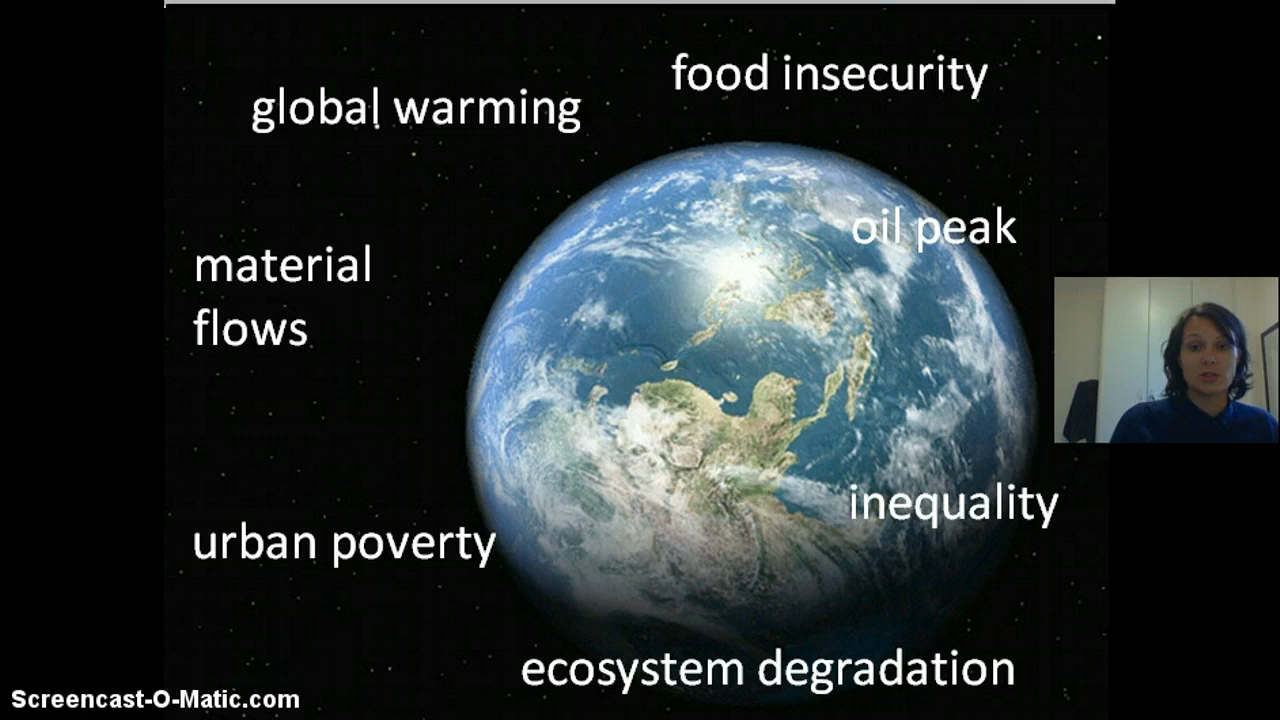 food insecurity
global warming
oil peak
material
flows
inequality
urban poverty
ecosystem degradation
Screencast-O-Matic.com